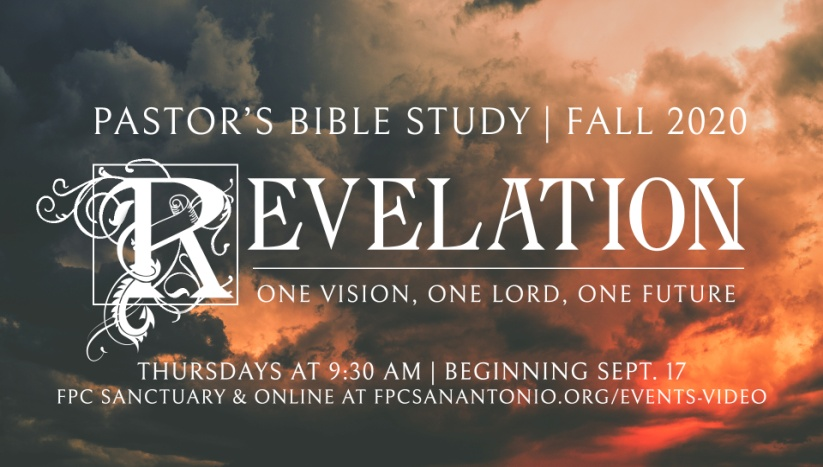 PASTOR'S BIBLE STUDY | FALL 2020
REVELATION
ONE VISION, ONE LORD, ONE FUTURE
THURSDAYS AT 9:30 AM | BEGINNING SEPT. 17
FPC SANCTUARY & ONLINE AT FPCSANANTONIO.ORG/EVENTS-VIDEO